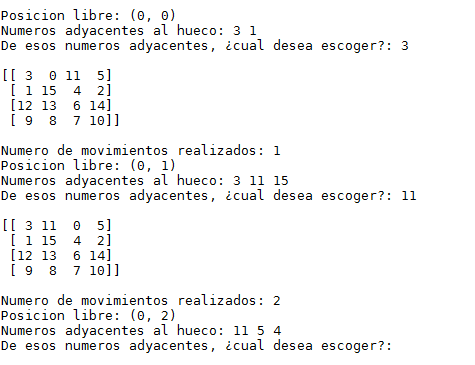 Posicion libre: (0, 0)
Numeros adyacentes al hueco: 3 1
De esos numeros adyacentes, ¿cual desea escoger?: 3
[[ 3  0 11  5]
 [ 1 15  4  2]
 [12 13  6 14]
 [ 9  8  7 10]]
Numero de movimientos realizados: 1
Posicion libre: (0, 1)
Numeros adyacentes al hueco: 3 11 15
De esos numeros adyacentes, ¿cual desea escoger?: 11
[[ 3 11  0  5]
 [ 1 15  4  2]
 [12 13  6 14]
 [ 9  8  7 10]]
Numero de movimientos realizados: 2
Posicion libre: (0, 2)
Numeros adyacentes al hueco: 11 5 4
De esos numeros adyacentes, ¿cual desea escoger?: